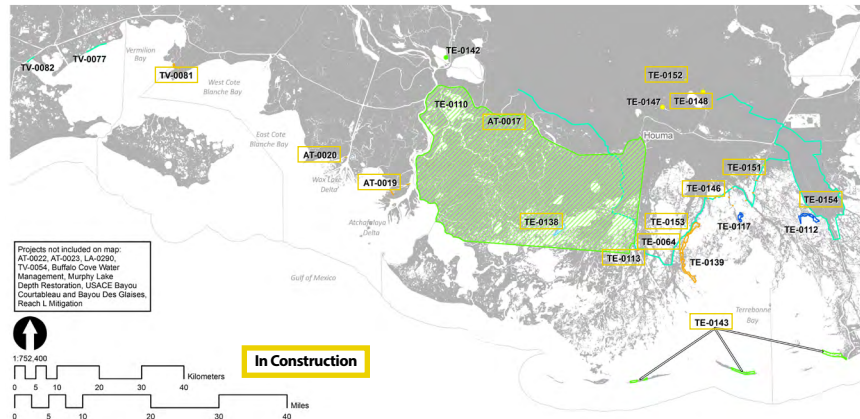 TE-0142
Vermilion
Bay
TV-0077
TV-0082
TV-0081
West Cote
Blanche Bay
TE-0152
TE-0147
TE-0148
TE-0110
AT-0017
Houma
East Cote
Blanche Bay
AT-0020
Wax Lake
Delta
AT-0019
TE-0151
TE-0146
TE-0154
Atchafalaya
Delta
TE-0138
TE-0153
TE-0117
TE-0112
TE-0064
TE-0113
TE-0139
Projects not included on map:
AT-0022, AT-0023, LA-0290,
TV-0054, Buffalo Cove Water
Management, Murphy Lake
Depth Restoration, USACE Bayou
Courtableau and Bayou Des Glaises,
Reach L Mitigation
Gulf of Mexico
Terrebonne
Bay
TE-0143
1:752,400
In Construction
Kilometers
0 5 10 20 30 40
Miles
0 5 10 20 30 40